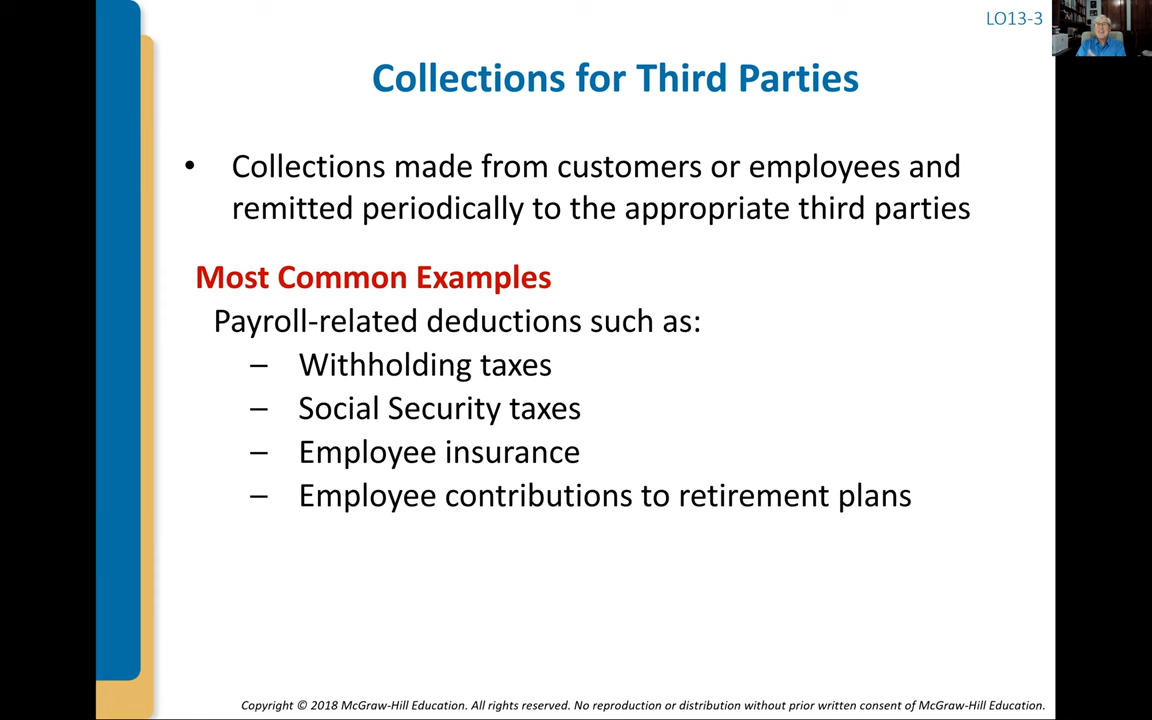 LO13-3
Collections for Third Parties
• Collections made from customers or employees and
remitted periodically to the appropriate third parties
Most Common Examples
Payroll-related deductions such as:
– Withholding taxes
– Social Security taxes
– Employee insurance
– Employee contributions to retirement plans
Copyright © 2018 McGraw-Hill Education. All rights reserved. No reproduction or distribution without prior written consent of McGraw-Hill Education.